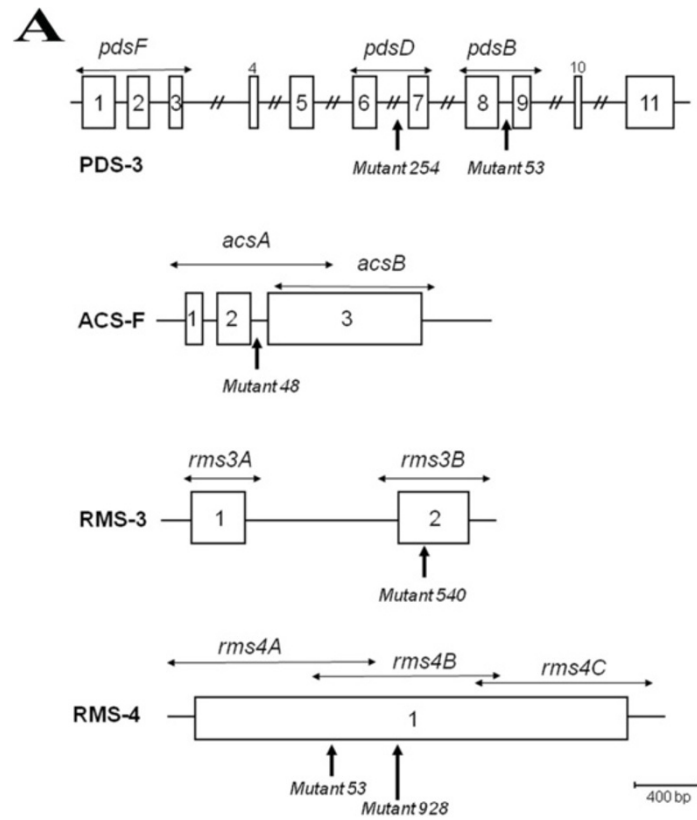 A
pdsF pdsD pdsB
4 10
1 2 3 5 6 7 8 9 11
PDS-3
Mutant 254 Mutant 53
acsA
acsB
ACS-F 1 2 3
Mutant 48
rms3A rms3B
RMS-3 1 2
Mutant 540
rms4A rms4B rms4C
RMS-4 1
Mutant 53
Mutant 928
400 bp